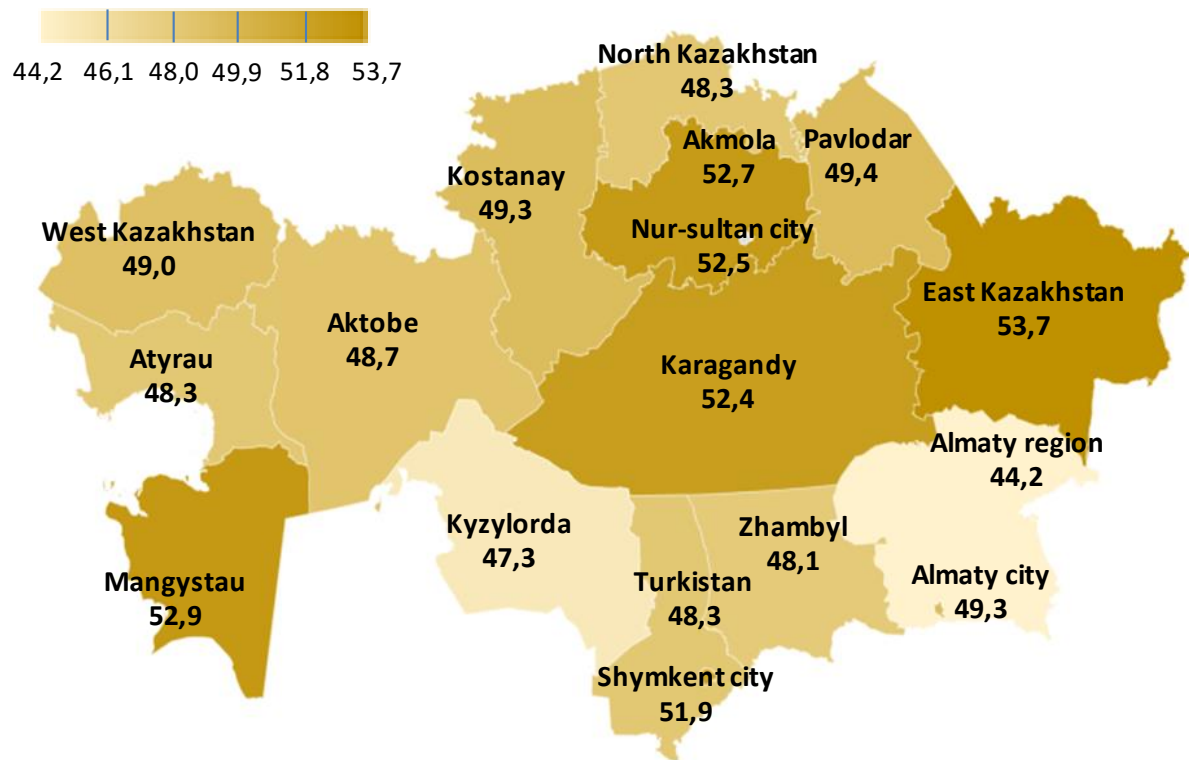 44,2 46,1 48,0 49,9 51,8 53,7
North Kazakhstan
48,3
Akmola
52,7
Pavlodar
49,4
Kostanay
49,3
Nur-sultan city
52,5
West Kazakhstan
49,0
East Kazakhstan
53,7
Aktobe
48,7
Atyrau
48,3
Karagandy
52,4
Almaty region
44,2
Kyzylorda
47,3
Zhambyl
48,1
Mangystau
52,9
Turkistan
48,3
Almaty city
49,3
Shymkent city
51,9